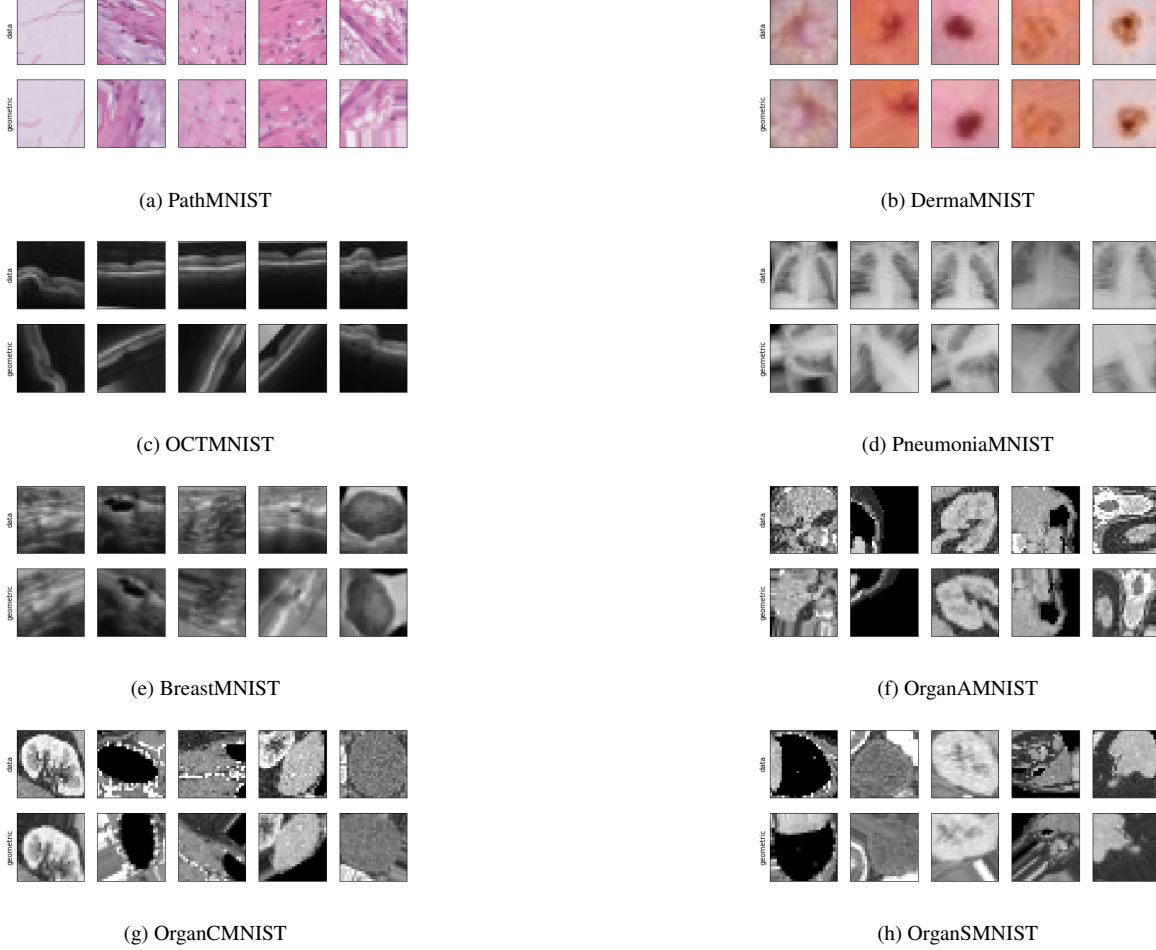 data
geometric
(a) PathMNIST
data
geometric
(b) DermaMNIST
data
geometric
(c) OCTMNIST
data
geometric
(d) PneumoniaMNIST
data
geometric
(e) BreastMNIST
data
geometric
(f) OrganAMNIST
data
geometric
(g) OrganCMNIST
data
geometric
(h) OrganSMNIST